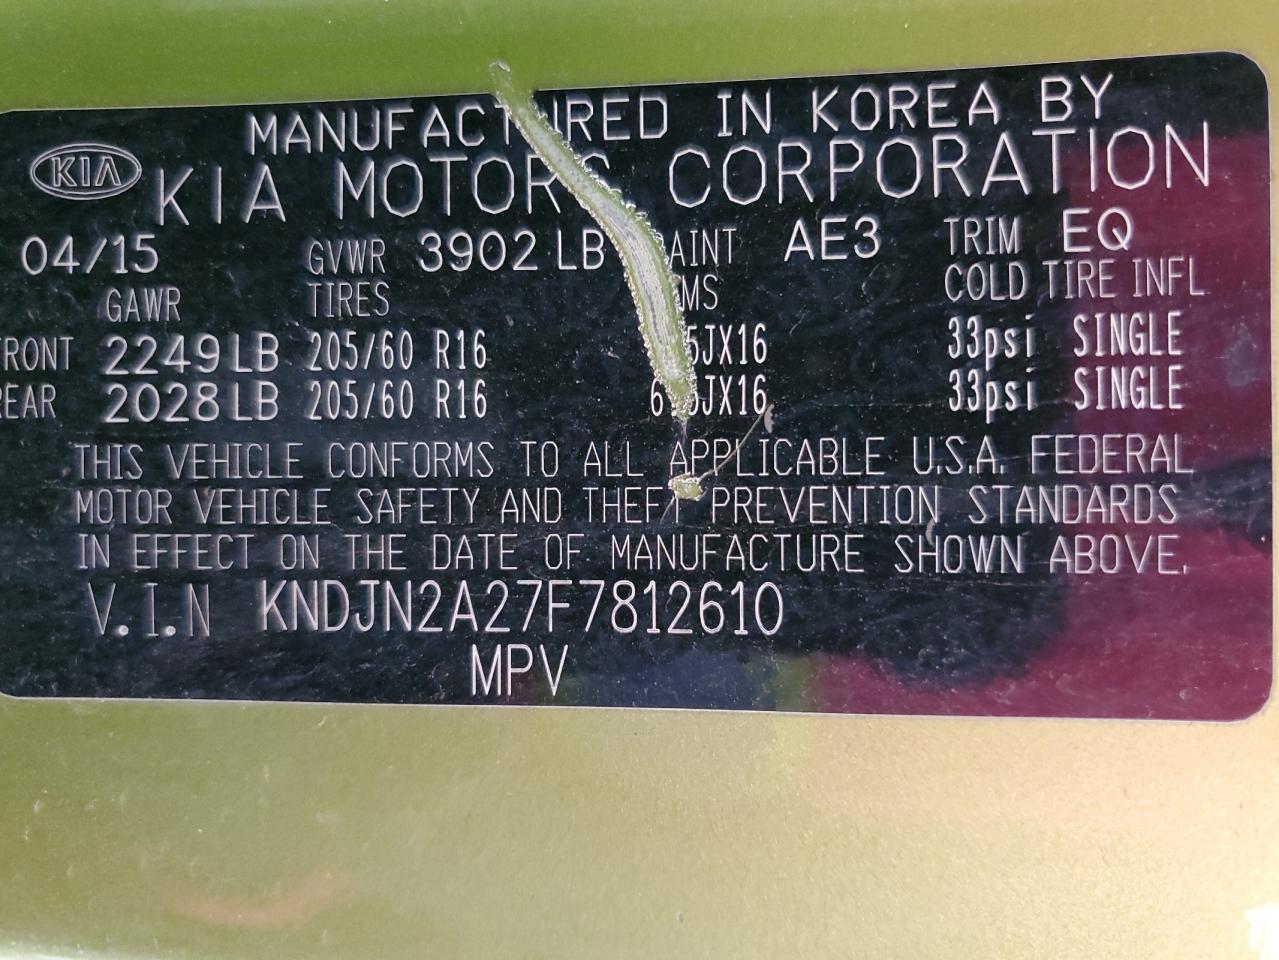 MANUFACTURED IN KOREA BY
KIA KIA MOTORS CORPORATION
04/15 GVWR 3902 LB PAINT AE3 TRIM EQ
GAWR TIRES COLD TIRE INFL
FRONT 2249 LB 205/60 R16 33psi SINGLE
REAR 2028 LB 205/60 R16 33psi SINGLE
THIS VEHICLE CONFORMS TO ALL APPLICABLE U.S.A. FEDERAL
MOTOR VEHICLE SAFETY AND THEFT PREVENTION STANDARDS
IN EFFECT ON THE DATE OF MANUFACTURE SHOWN ABOVE.
V.I.N KNDJN2A27F7812610
MPV